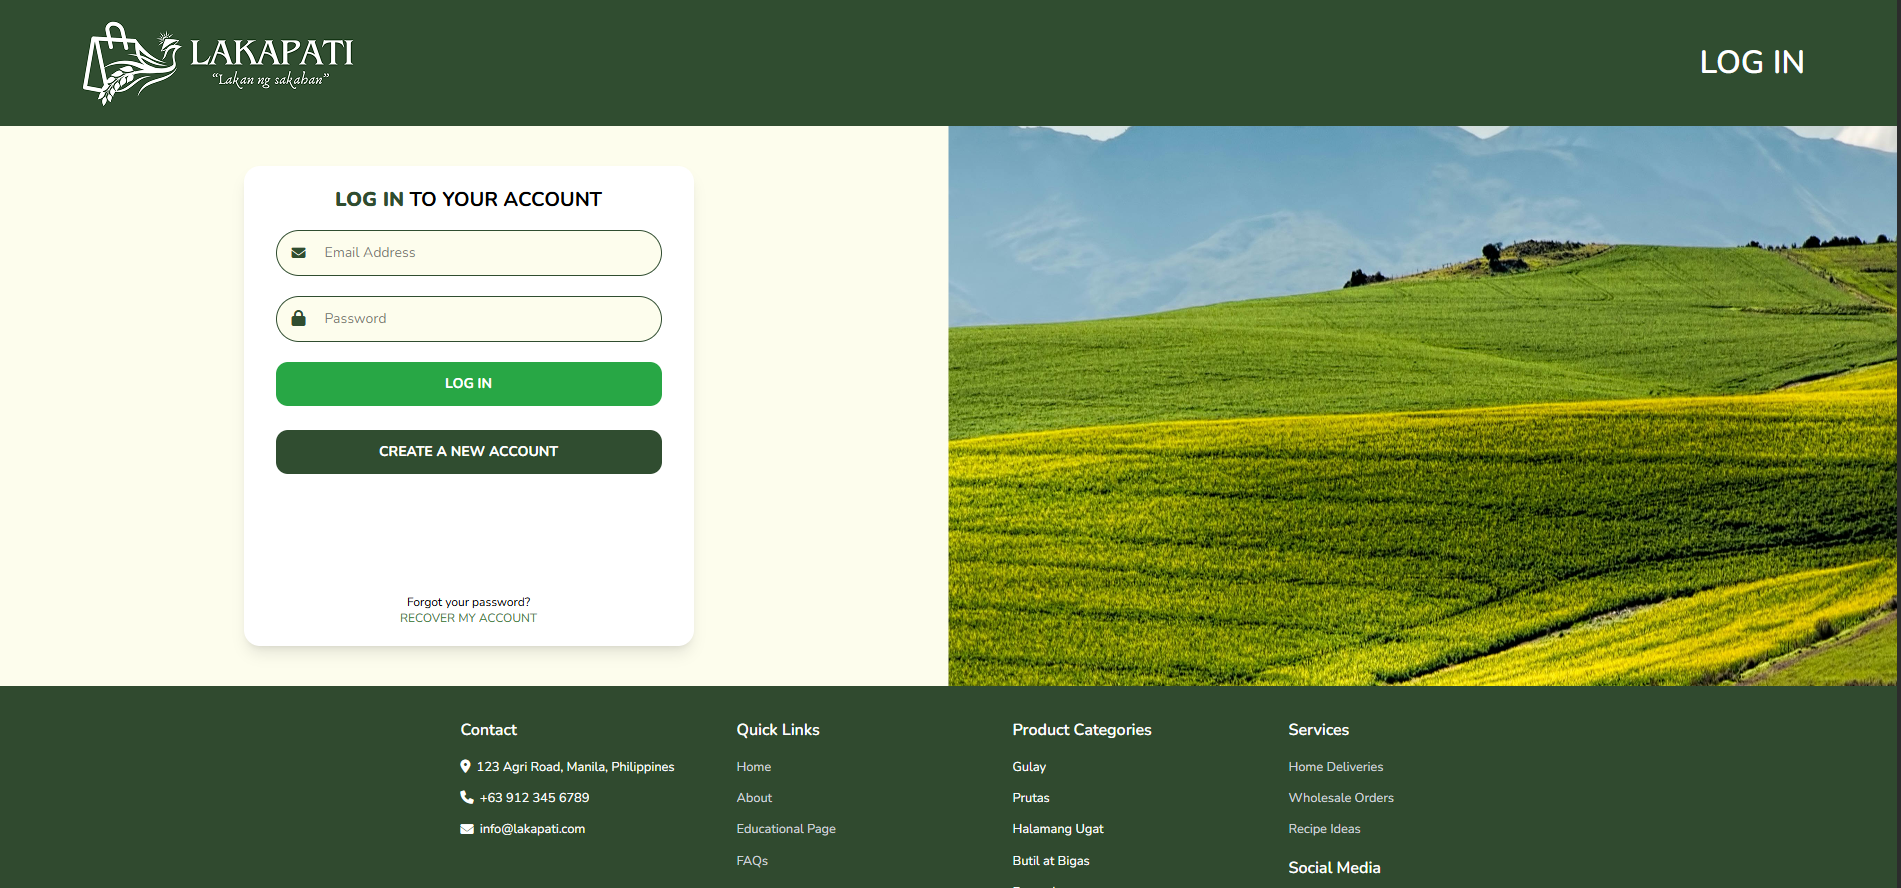 LAKAPATI
“Lakan ng sakahan”
LOG IN
LOG IN TO YOUR ACCOUNT
Email Address
Password
LOG IN
CREATE A NEW ACCOUNT
Forgot your password?
RECOVER MY ACCOUNT
Contact
123 Agri Road, Manila, Philippines
+63 912 345 6789
info@lakapati.com
Quick Links
Home
About
Educational Page
FAQs
Product Categories
Gulay
Prutas
Halamang Ugat
Butil at Bigas
Services
Home Deliveries
Wholesale Orders
Recipe Ideas
Social Media